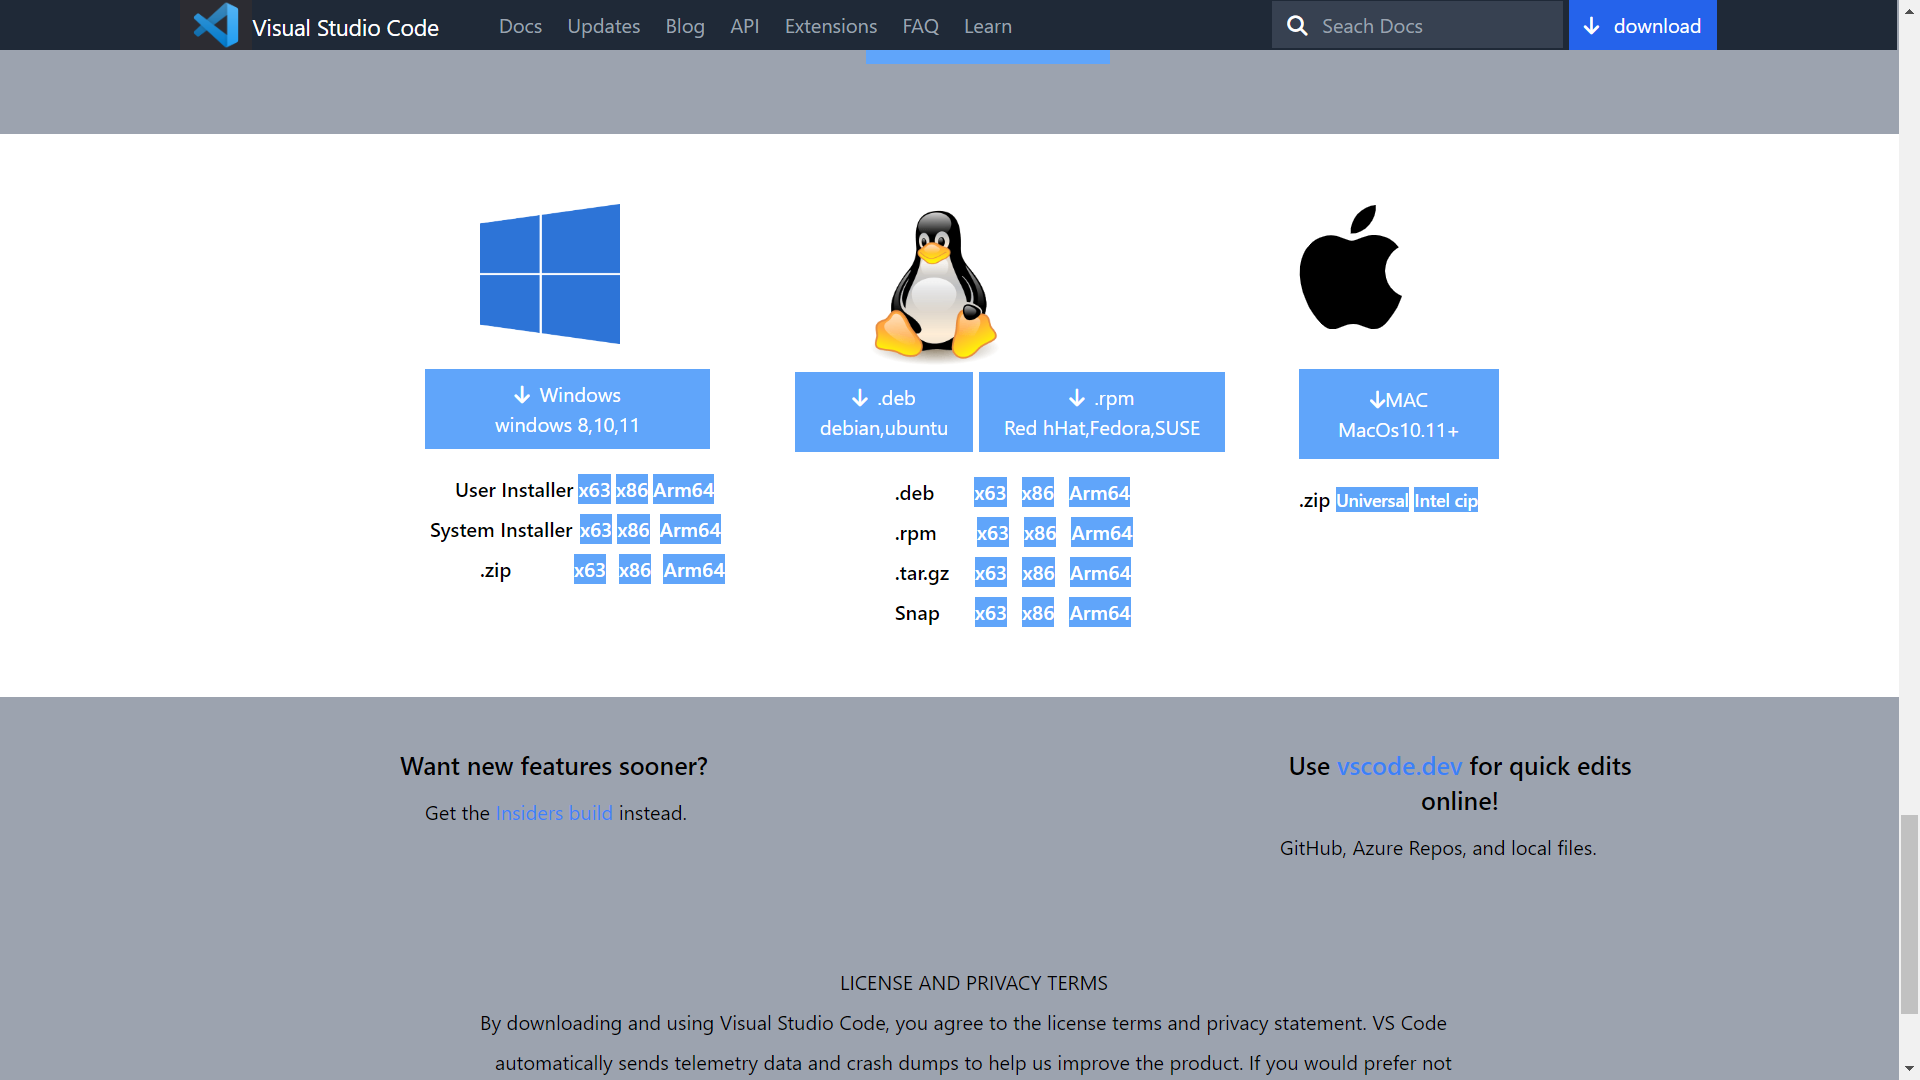 Visual Studio Code Docs Updates Blog API Extensions FAQ Learn Seach Docs download
Windows
windows 8,10,11
.deb
debian,ubuntu
.rpm
Red hHat,Fedora,SUSE
MAC
MacOs10.11+
User Installer x63 x86 Arm64
System Installer x63 x86 Arm64
.zip x63 x86 Arm64
.deb x63 x86 Arm64
.rpm x63 x86 Arm64
.tar.gz x63 x86 Arm64
Snap x63 x86 Arm64
.zip Universal Intel cip
Want new features sooner?
Get the Insiders build instead.
Use vscode.dev for quick edits
online!
GitHub, Azure Repos, and local files.
LICENSE AND PRIVACY TERMS
By downloading and using Visual Studio Code, you agree to the license terms and privacy statement. VS Code
automatically sends telemetry data and crash dumps to help us improve the product. If you would prefer not